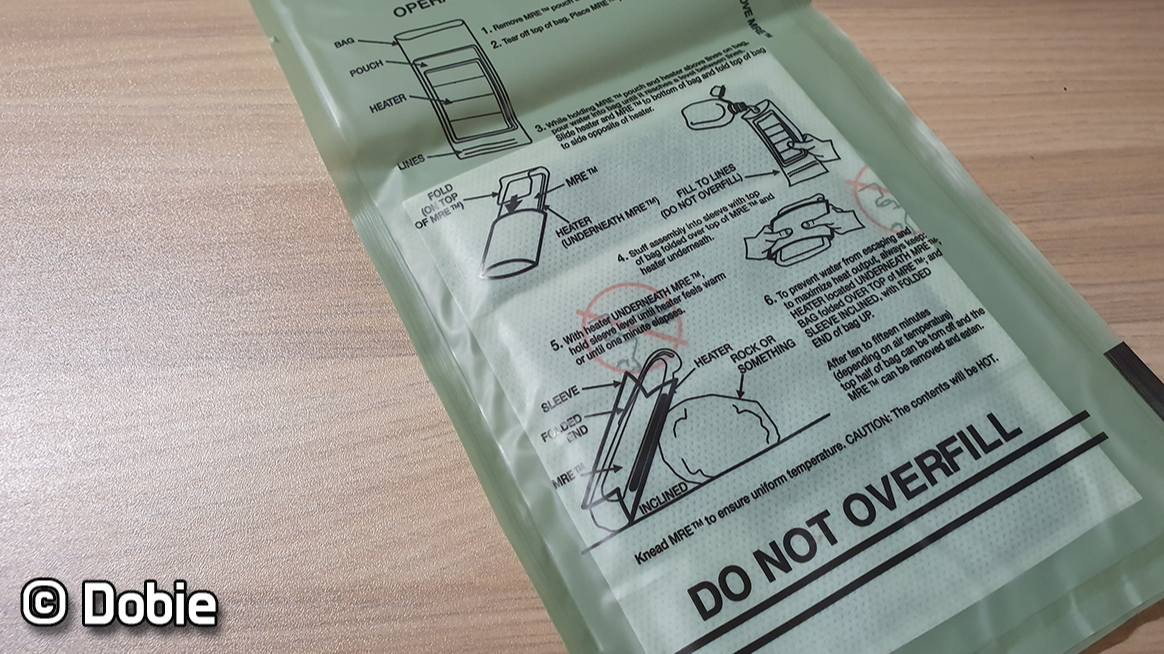 BAG
POUCH
HEATER
LINES
1. Remove MRE™ pouch
2. Tear off top of bag. Place MRE™
OVE MRE™
3. While holding MRE™ pouch and heater above lines on bag,
pour water into bag until it reaches a level between lines.
Slide heater and MRE™ to bottom of bag and fold top of bag
to side opposite of heater.
FOLD
(ON TOP
OF MRE™)
MRE™
HEATER
(UNDERNEATH MRE™)
FILL TO LINES
(DO NOT OVERFILL)
4. Stuff assembly into sleeve with top
of bag folded over top of MRE™ and
heater underneath.
5. With heater UNDERNEATH MRE™,
hold sleeve level until heater feels warm
or until one minute elapses.
SLEEVE
FOLDED
END
MRE™
INCLINED
HEATER
ROCK OR
SOMETHING
6. To prevent water from escaping and
to maximize heat output, always keep
HEATER located UNDERNEATH MRE™,
BAG folded OVER TOP of MRE™, and
SLEEVE INCLINED, with FOLDED
END of bag UP.
After ten to fifteen minutes
(depending on air temperature)
top half of bag can be torn off and the
MRE™ can be removed and eaten.
Knead MRE™ to ensure uniform temperature. CAUTION: The contents will be HOT.
DO NOT OVERFILL
© Dobie